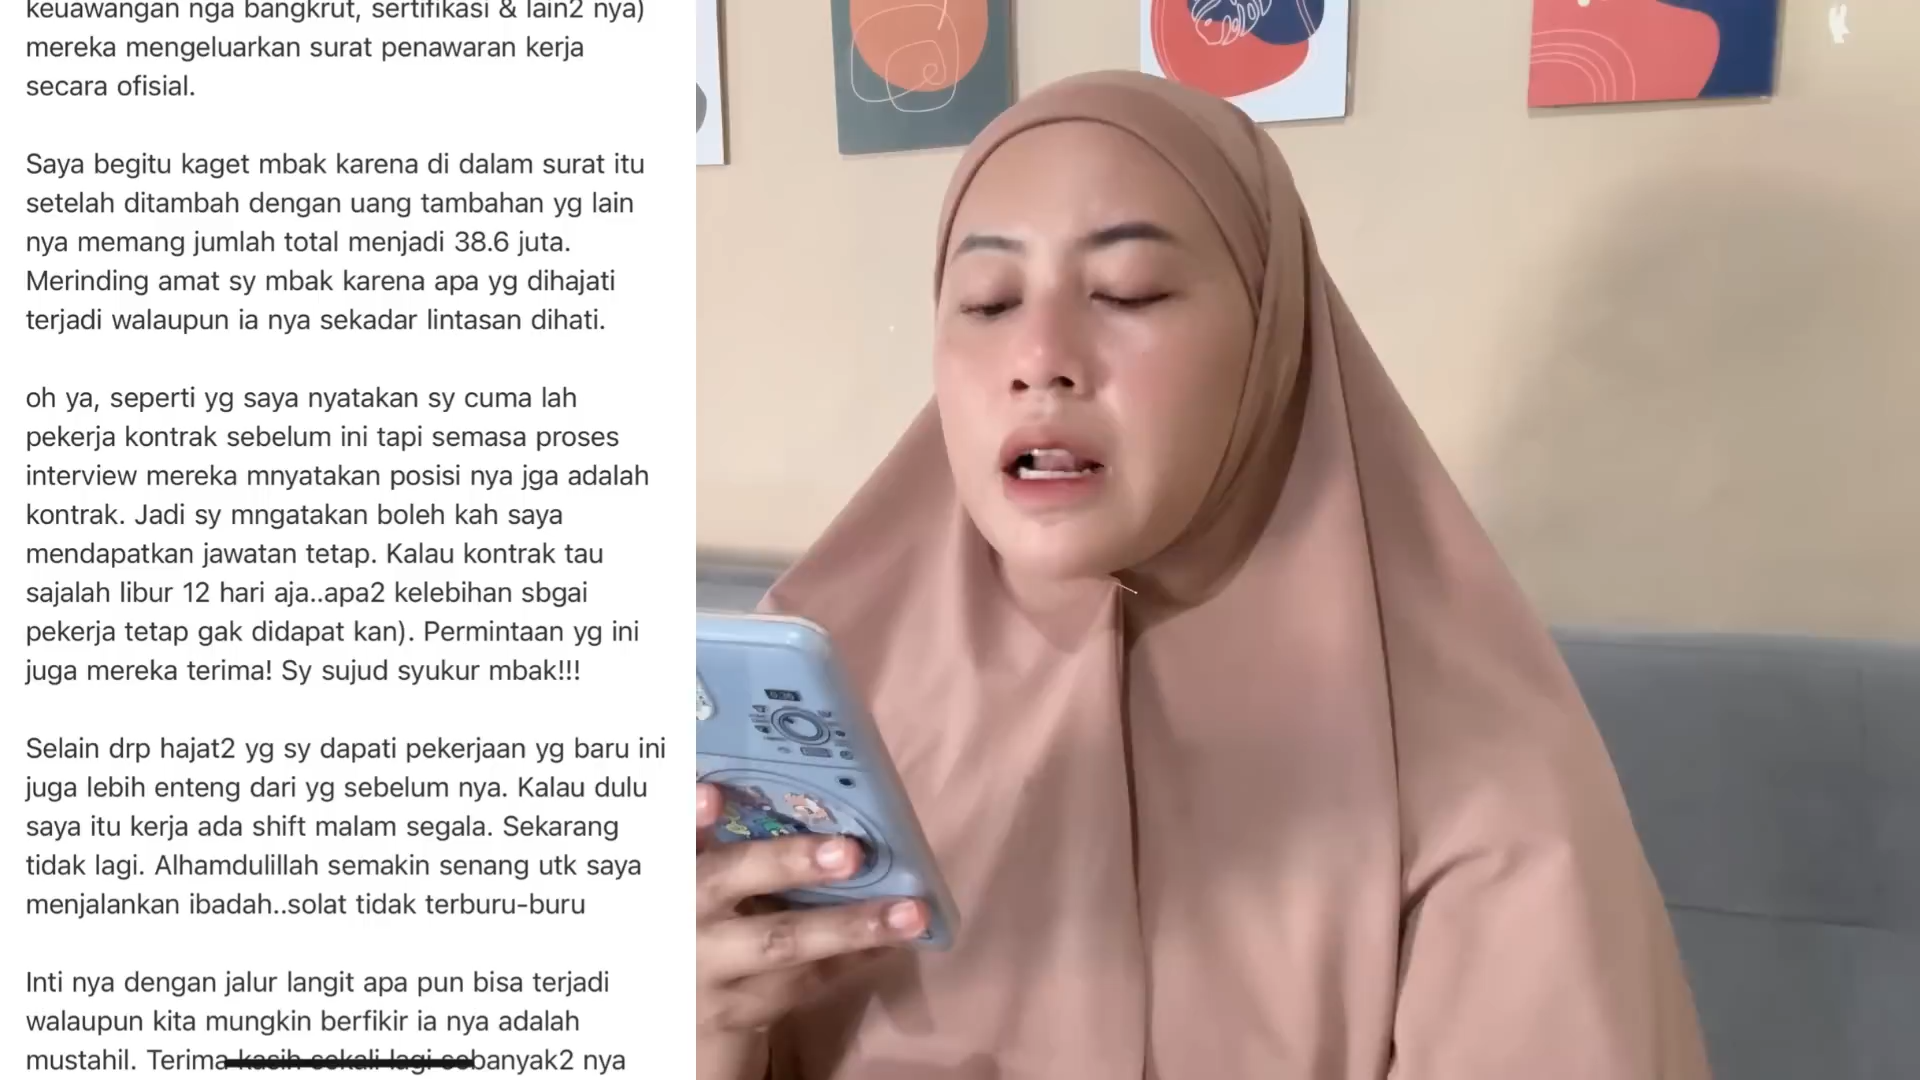 keuawangan nga bangkrut, sertifikasi & lain2 nya)
mereka mengeluarkan surat penawaran kerja
secara ofisial.
Saya begitu kaget mbak karena di dalam surat itu
setelah ditambah dengan uang tambahan yg lain
nya memang jumlah total menjadi 38.6 juta.
Merinding amat sy mbak karena apa yg dihajati
terjadi walaupun ia nya sekadar lintasan dihati.
oh ya, seperti yg saya nyatakan sy cuma lah
pekerja kontrak sebelum ini tapi semasa proses
interview mereka mnyatakan posisi nya jga adalah
kontrak. Jadi sy mngatakan boleh kah saya
mendapatkan jawatan tetap. Kalau kontrak tau
sajalah libur 12 hari aja..apa2 kelebihan sbgai
pekerja tetap gak didapat kan). Permintaan yg ini
juga mereka terima! Sy sujud syukur mbak!!!
Selain drp hajat2 yg sy dapati pekerjaan yg baru ini
juga lebih enteng dari yg sebelum nya. Kalau dulu
saya itu kerja ada shift malam segala. Sekarang
tidak lagi. Alhamdulillah semakin senang utk saya
menjalankan ibadah..solat tidak terburu-buru
Inti nya dengan jalur langit apa pun bisa terjadi
walaupun kita mungkin berfikir ia nya adalah
mustahil. Terima kasih sekali lagi sebanyak2 nya